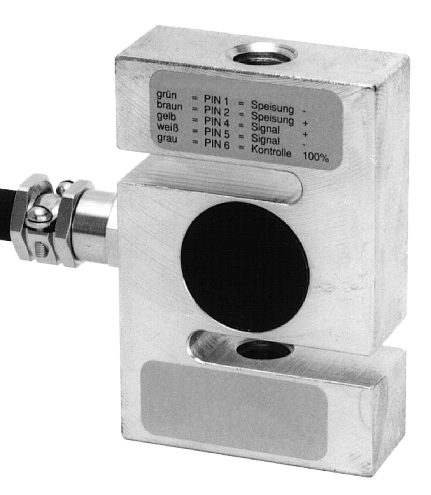 grün = PIN 1 = Speisung -
braun = PIN 2 = Speisung +
gelb = PIN 4 = Signal +
weiß = PIN 5 = Signal -
grau = PIN 6 = Kontrolle 100%